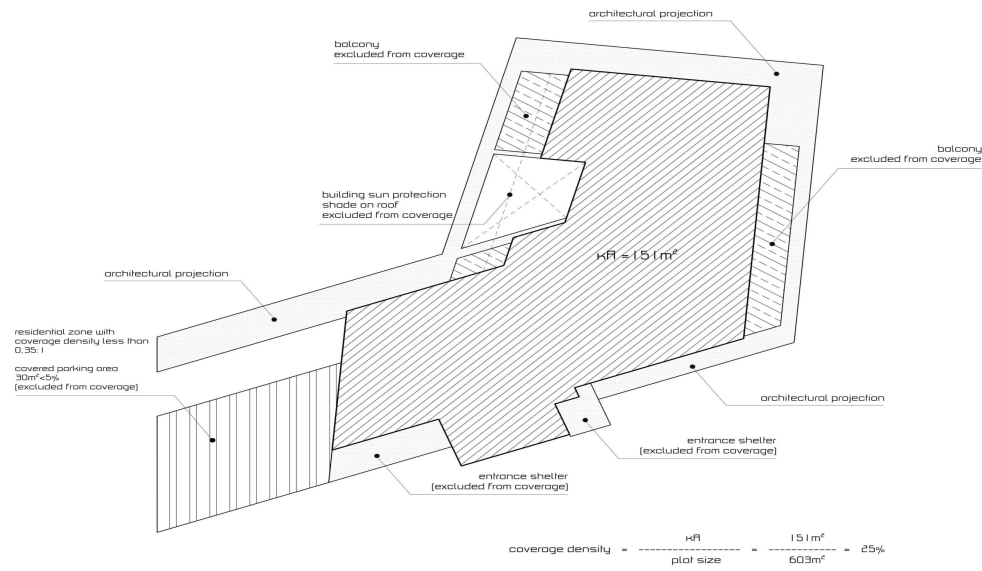 architectural projection
balcony
excluded from coverage
balcony
excluded from coverage
building sun protection
shade on roof
excluded from coverage
кА = 151m²
architectural projection
residential zone with
coverage density less than
0,35:1
covered parking area
30m²<5%
(excluded from coverage)
architectural projection
entrance shelter
(excluded from coverage)
entrance shelter
(excluded from coverage)
coverage density = кА / plot size = 151m² / 603m² = 25%